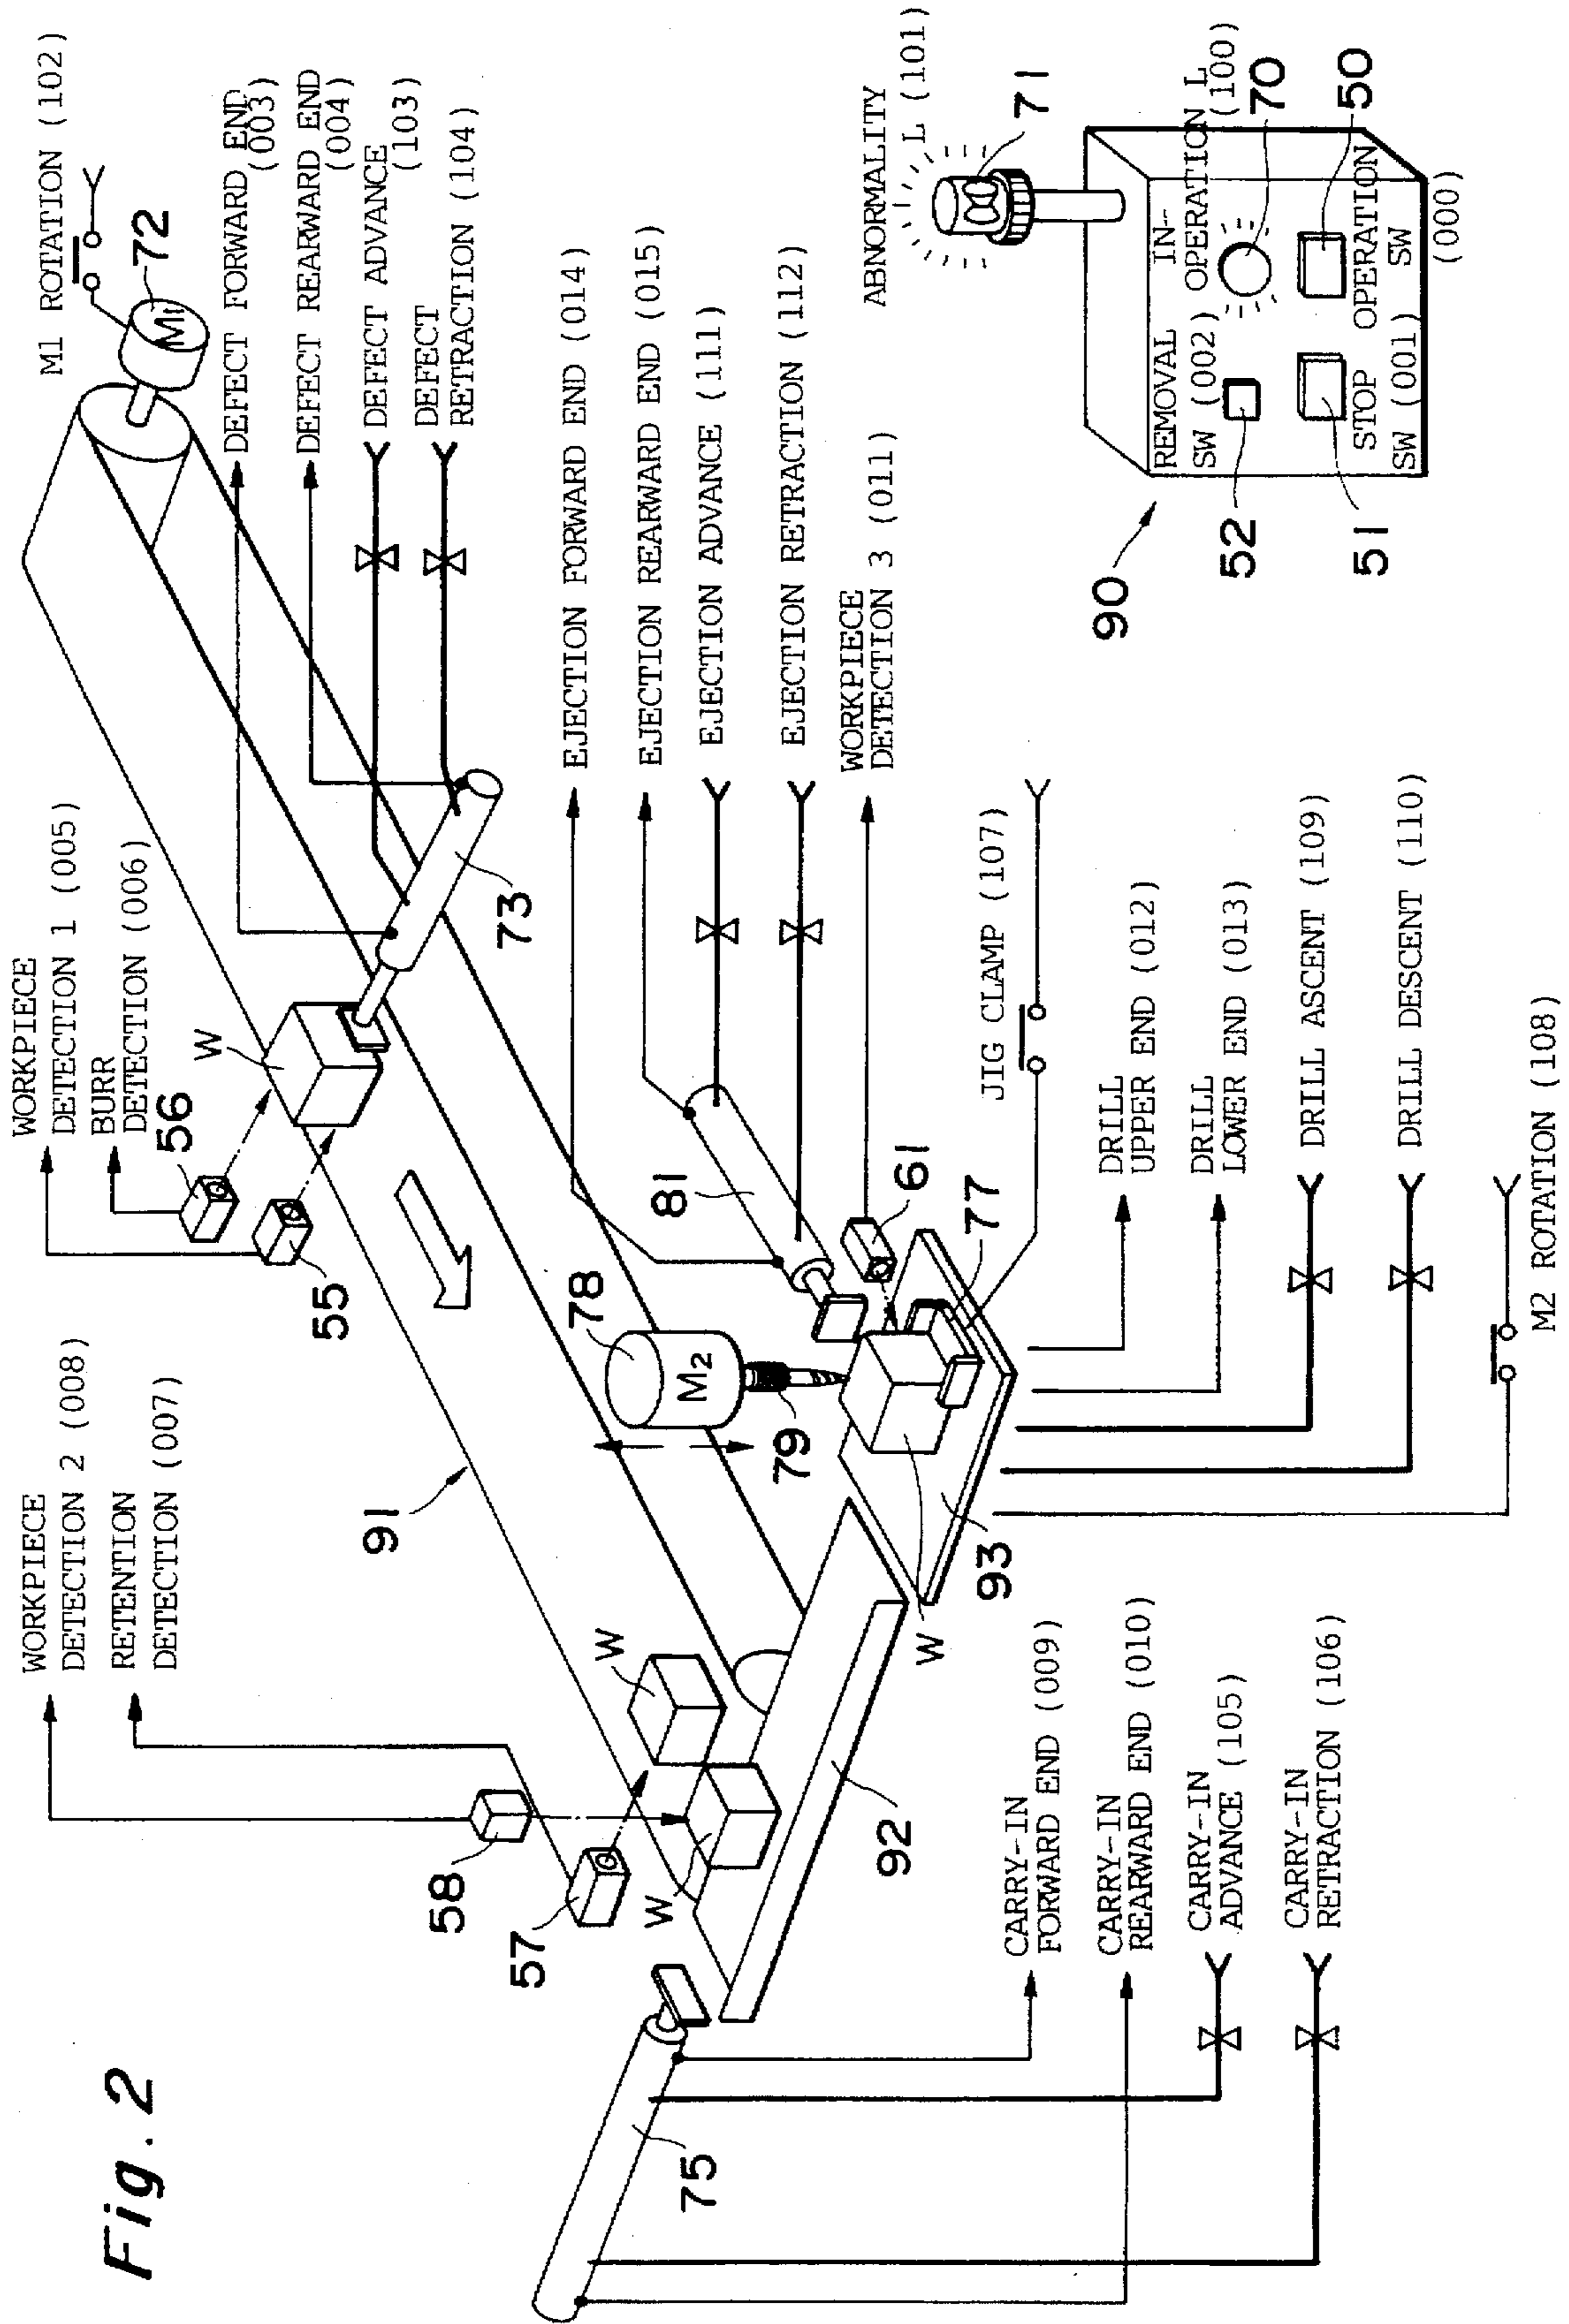 Fig. 2
M1 ROTATION (102)
72
M1
DEFECT FORWARD END
(003)
DEFECT REARWARD END
(004)
DEFECT ADVANCE
(103)
DEFECT
RETRACTION (104)
73
WORKPIECE
DETECTION 1 (005)
BURR
DETECTION (006)
56
55
W
EJECTION FORWARD END (014)
EJECTION REARWARD END (015)
EJECTION ADVANCE (111)
EJECTION RETRACTION (112)
WORKPIECE
DETECTION 3 (011)
81
61
77
JIG CLAMP (107)
DRILL
UPPER END (012)
DRILL
LOWER END (013)
DRILL ASCENT (109)
DRILL DESCENT (110)
M2 ROTATION (108)
78
M2
79
93
W
WORKPIECE
DETECTION 2 (008)
RETENTION
DETECTION (007)
91
58
57
W
W
92
75
CARRY-IN
FORWARD END (009)
CARRY-IN
REARWARD END (010)
CARRY-IN
ADVANCE (105)
CARRY-IN
RETRACTION (106)
ABNORMALITY
L (101)
71
90
REMOVAL
SW (002)
52
IN-
OPERATION L
(100)
70
STOP
SW (001)
51
OPERATION
SW
(000)
50